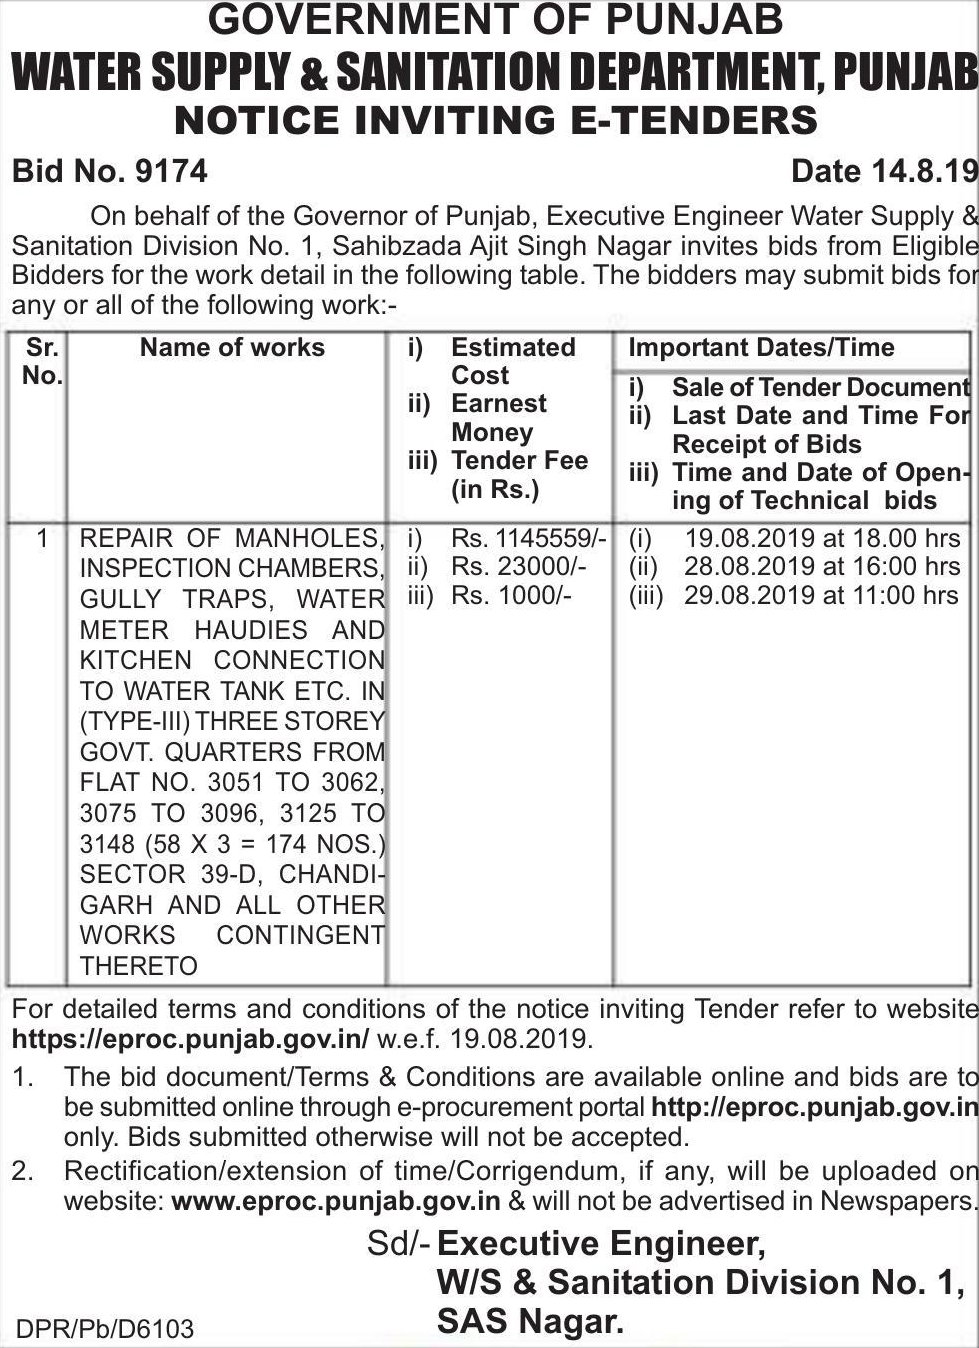 GOVERNMENT OF PUNJAB
WATER SUPPLY & SANITATION DEPARTMENT, PUNJAB
NOTICE INVITING E-TENDERS
Bid No. 9174 Date 14.8.19
On behalf of the Governor of Punjab, Executive Engineer Water Supply &
Sanitation Division No. 1, Sahibzada Ajit Singh Nagar invites bids from Eligible
Bidders for the work detail in the following table. The bidders may submit bids for
any or all of the following work:-
Sr.
No.
Name of works
i) Estimated
Cost
ii) Earnest
Money
iii) Tender Fee
(in Rs.)
Important Dates/Time
i) Sale of Tender Document
ii) Last Date and Time For
Receipt of Bids
iii) Time and Date of Open-
ing of Technical bids
1
REPAIR OF MANHOLES,
INSPECTION CHAMBERS,
GULLY TRAPS, WATER
METER HAUDIES AND
KITCHEN CONNECTION
TO WATER TANK ETC. IN
(TYPE-III) THREE STOREY
GOVT. QUARTERS FROM
FLAT NO. 3051 TO 3062,
3075 TO 3096, 3125 TO
3148 (58 X 3 = 174 NOS.)
SECTOR 39-D, CHANDI-
GARH AND ALL OTHER
WORKS CONTINGENT
THERETO
i) Rs. 1145559/-
ii) Rs. 23000/-
iii) Rs. 1000/-
(i) 19.08.2019 at 18.00 hrs
(ii) 28.08.2019 at 16:00 hrs
(iii) 29.08.2019 at 11:00 hrs
For detailed terms and conditions of the notice inviting Tender refer to website
https://eproc.punjab.gov.in/ w.e.f. 19.08.2019.
1. The bid document/Terms & Conditions are available online and bids are to
be submitted online through e-procurement portal http://eproc.punjab.gov.in
only. Bids submitted otherwise will not be accepted.
2. Rectification/extension of time/Corrigendum, if any, will be uploaded on
website: www.eproc.punjab.gov.in & will not be advertised in Newspapers.
Sd/- Executive Engineer,
W/S & Sanitation Division No. 1,
SAS Nagar.
DPR/Pb/D6103